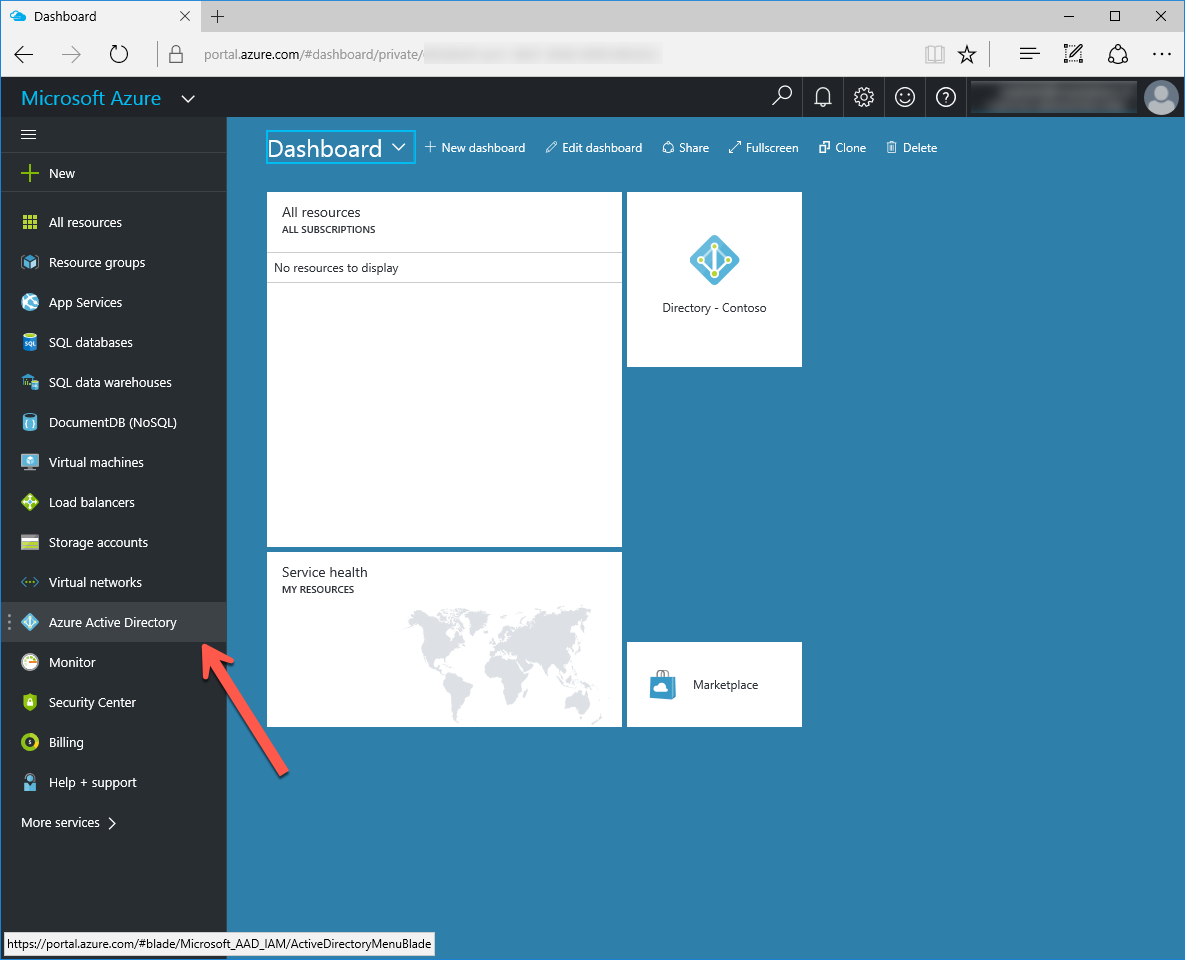 Dashboard
portal.azure.com/#dashboard/private/
Microsoft Azure
Dashboard
New dashboard
Edit dashboard
Share
Fullscreen
Clone
Delete
New
All resources
Resource groups
App Services
SQL databases
SQL data warehouses
DocumentDB (NoSQL)
Virtual machines
Load balancers
Storage accounts
Virtual networks
Azure Active Directory
Monitor
Security Center
Billing
Help + support
More services
All resources
ALL SUBSCRIPTIONS
No resources to display
Directory - Contoso
Service health
MY RESOURCES
Marketplace
https://portal.azure.com/#blade/Microsoft_AAD_IAM/ActiveDirectoryMenuBlade